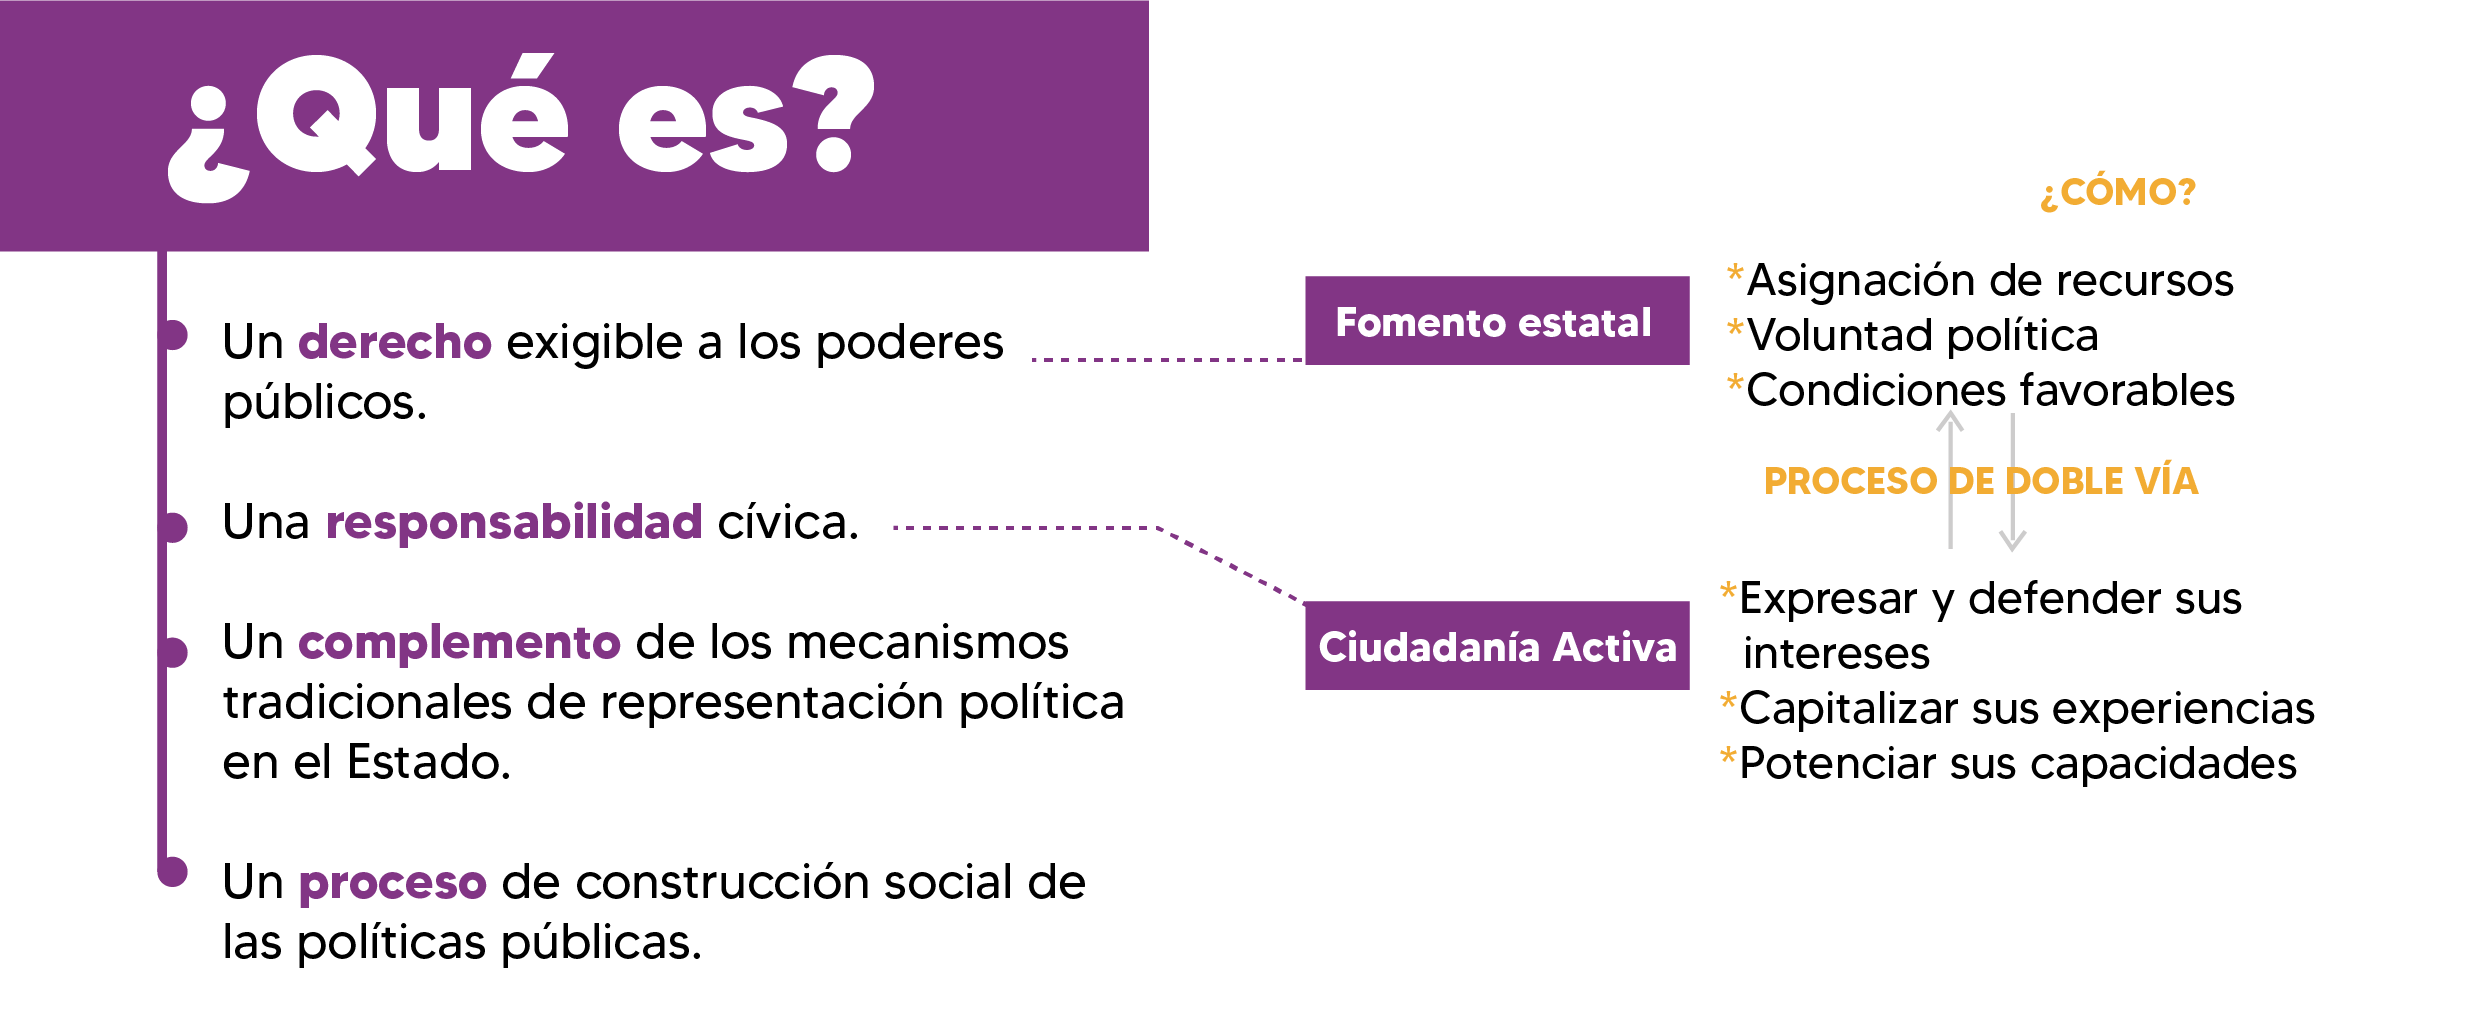 ¿Qué es?
Un derecho exigible a los poderes
públicos.
Una responsabilidad cívica.
Un complemento de los mecanismos
tradicionales de representación política
en el Estado.
Un proceso de construcción social de
las políticas públicas.
¿CÓMO?
Fomento estatal
*Asignación de recursos
*Voluntad política
*Condiciones favorables
PROCESO DE DOBLE VÍA
Ciudadanía Activa
*Expresar y defender sus
intereses
*Capitalizar sus experiencias
*Potenciar sus capacidades